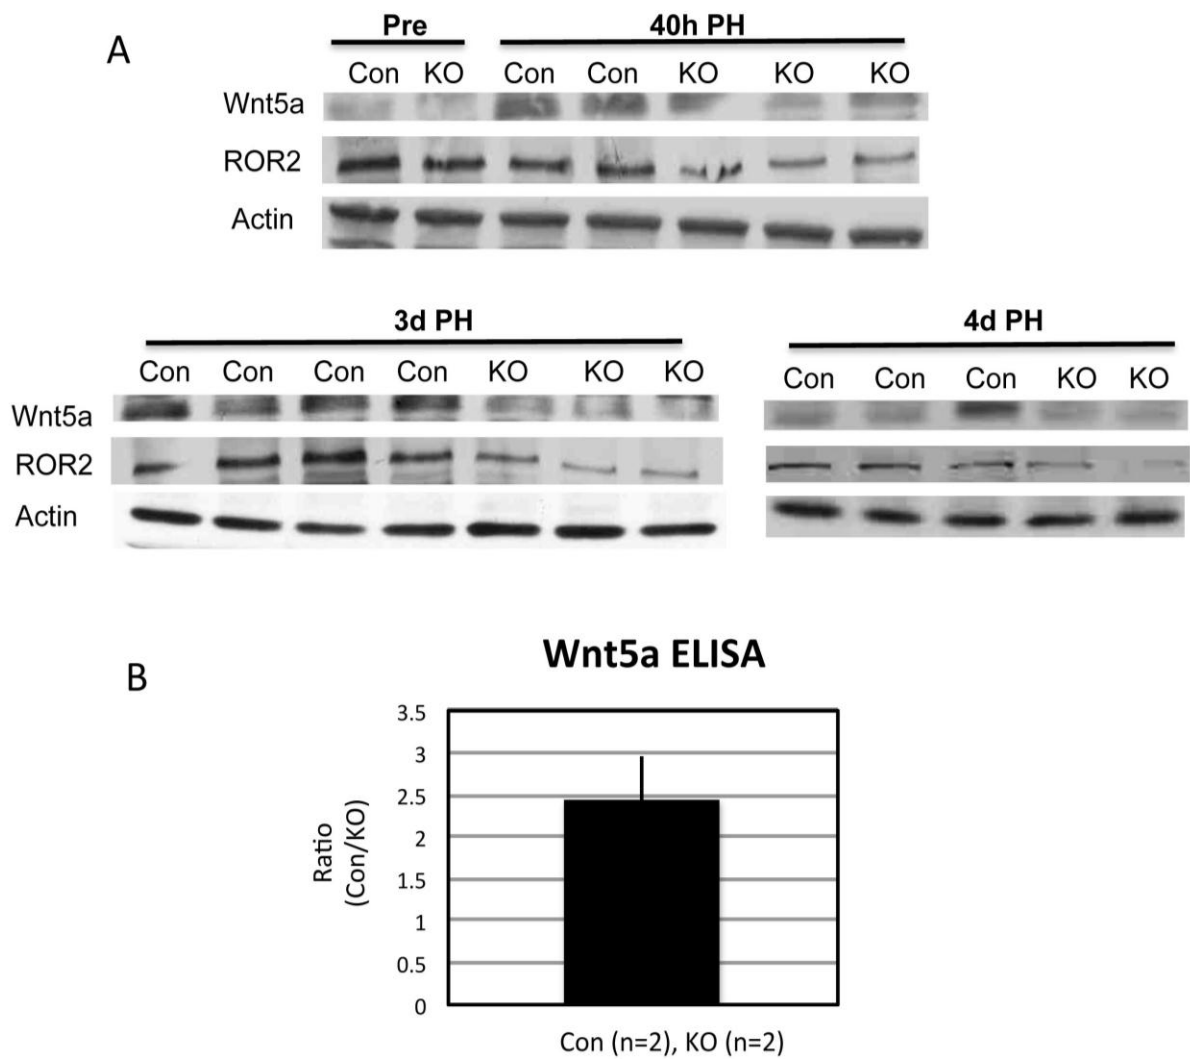 A
Pre 40h PH
Con KO Con Con KO KO KO
Wnt5a
ROR2
Actin
3d PH
Con Con Con Con KO KO KO
Wnt5a
ROR2
Actin
4d PH
Con Con Con KO KO
B
Wnt5a ELISA
Ratio
(Con/KO)
3.5
3
2.5
2
1.5
1
0.5
0
Con (n=2), KO (n=2)